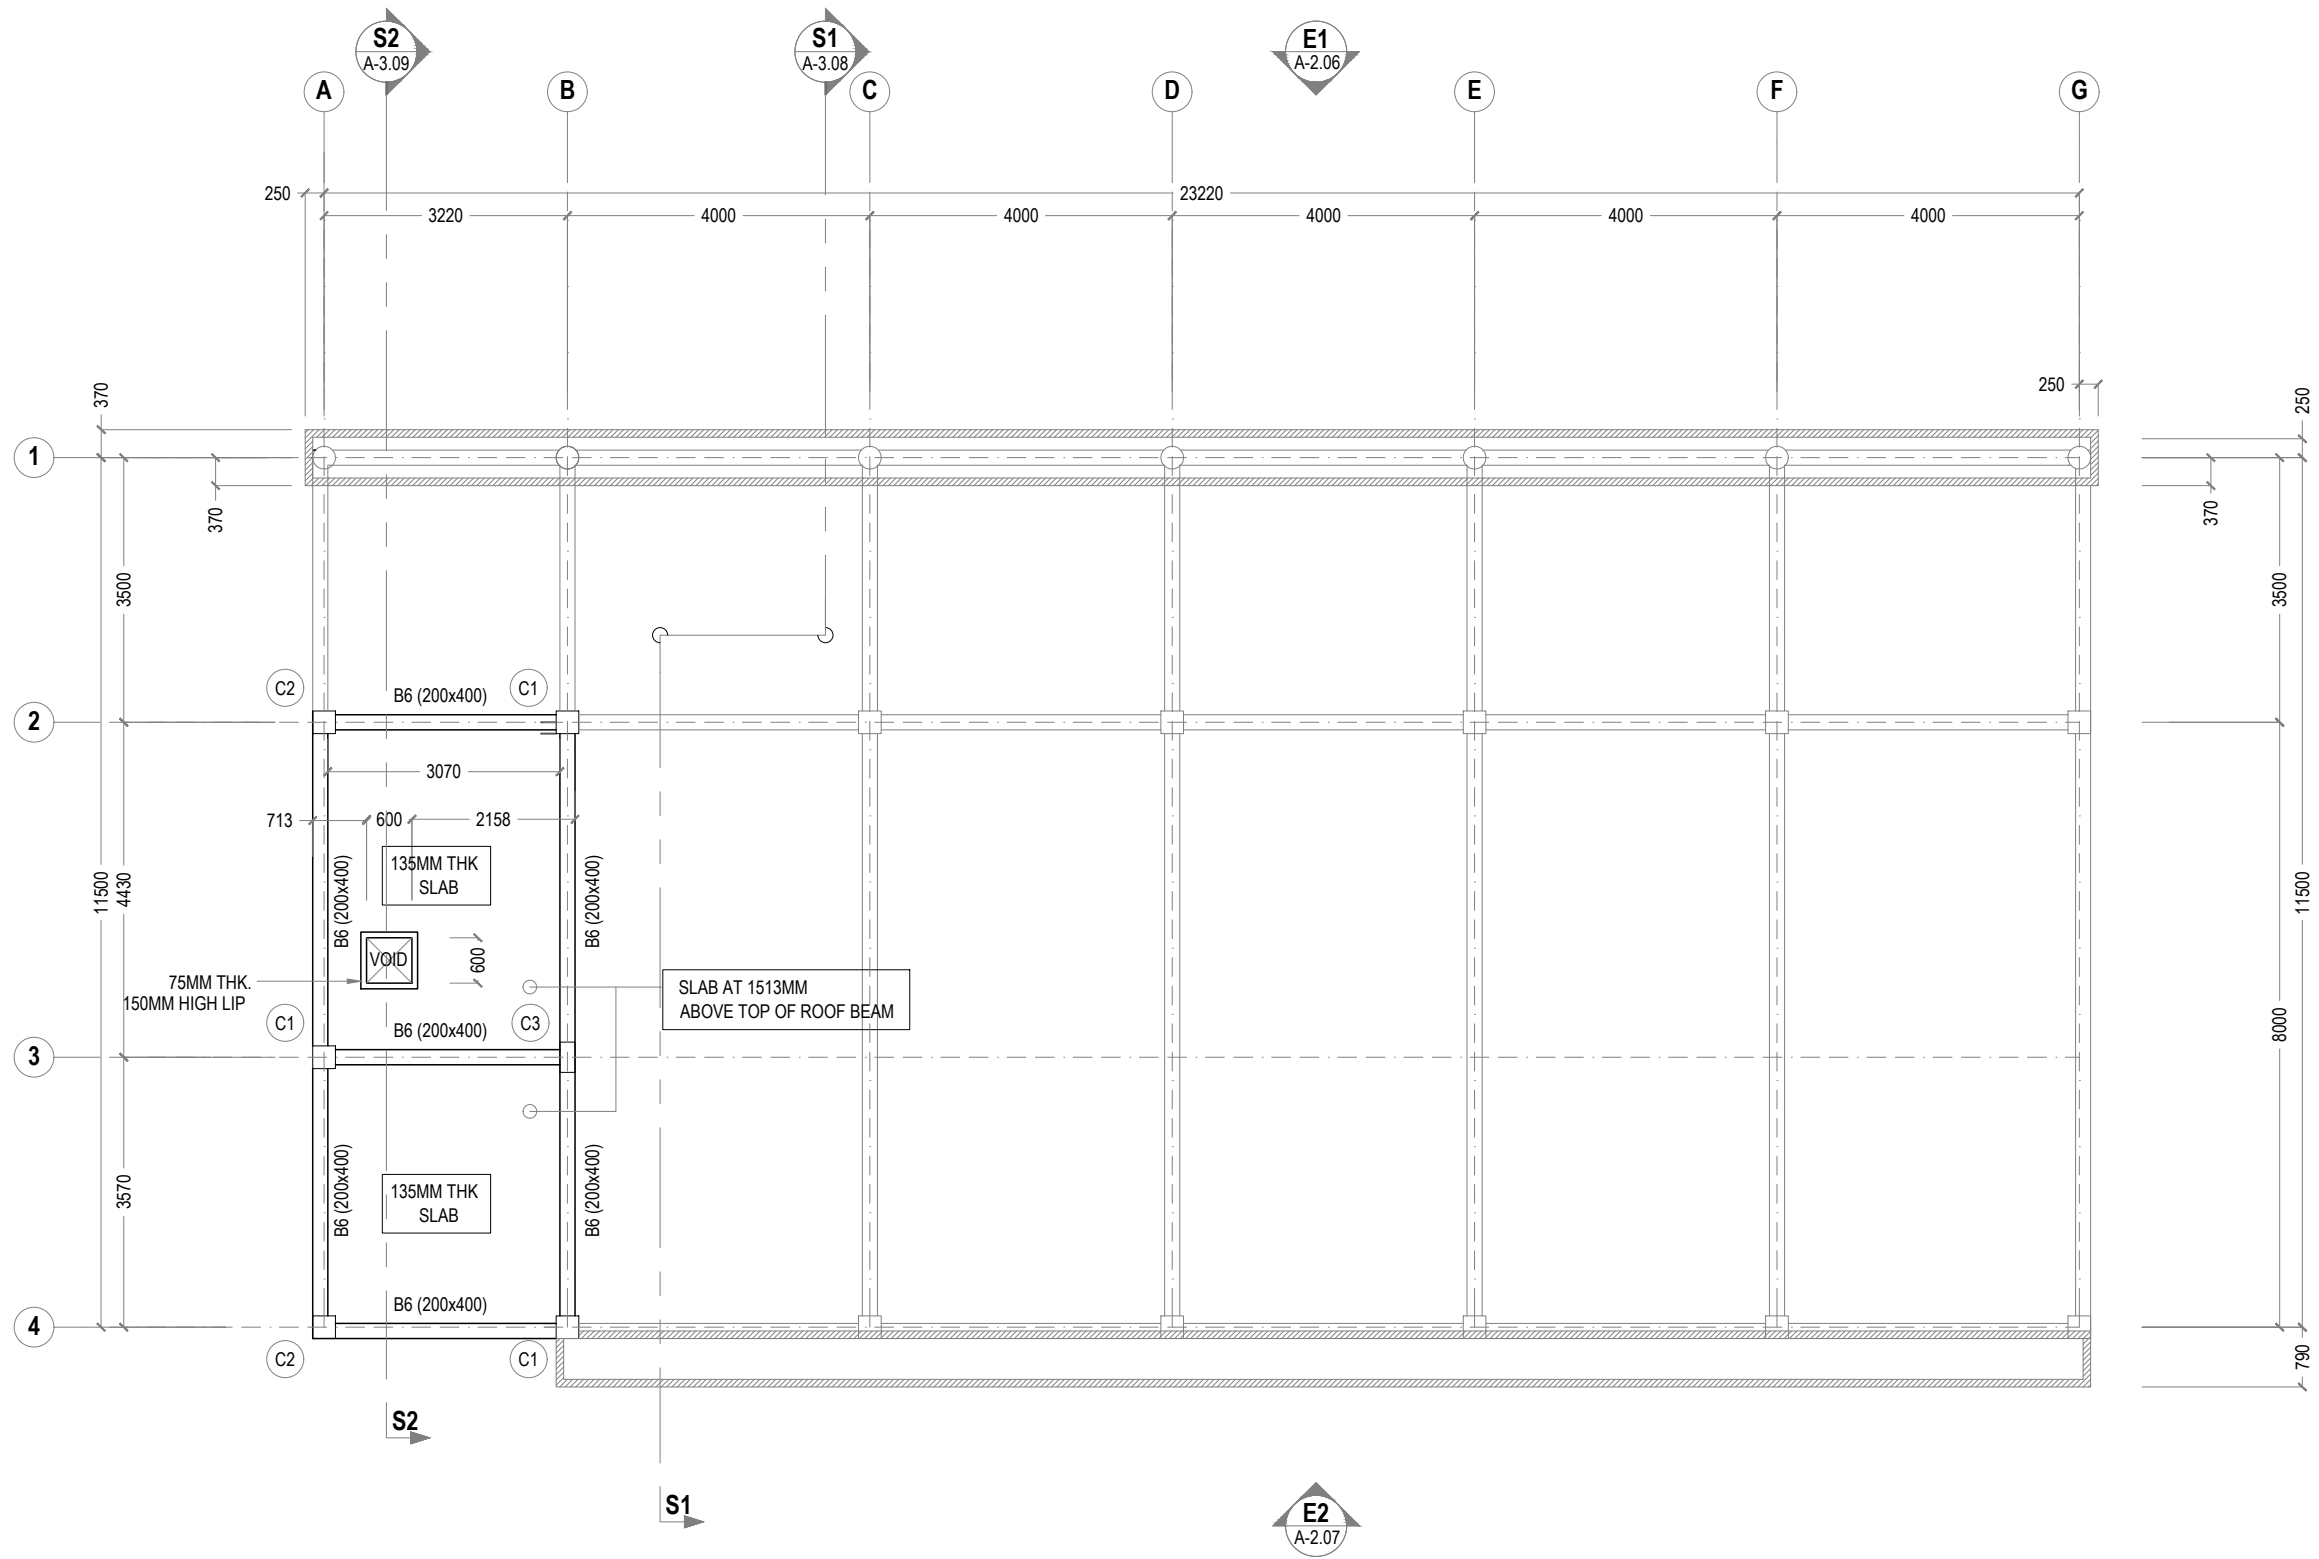 S2
A-3.09
S1
A-3.08
E1
A-2.06
A
B
C
D
E
F
G
250
23220
3220
4000
4000
4000
4000
4000
370
250
250
1
370
370
3500
3500
C2
B6 (200x400)
C1
2
3070
713
600
2158
135MM THK
SLAB
B6 (200x400)
B6 (200x400)
11500
4430
11500
VOID
600
75MM THK.
150MM HIGH LIP
SLAB AT 1513MM
ABOVE TOP OF ROOF BEAM
C1
B6 (200x400)
C3
8000
3
3570
B6 (200x400)
135MM THK
SLAB
B6 (200x400)
B6 (200x400)
4
C2
C1
790
S2
S1
E2
A-2.07